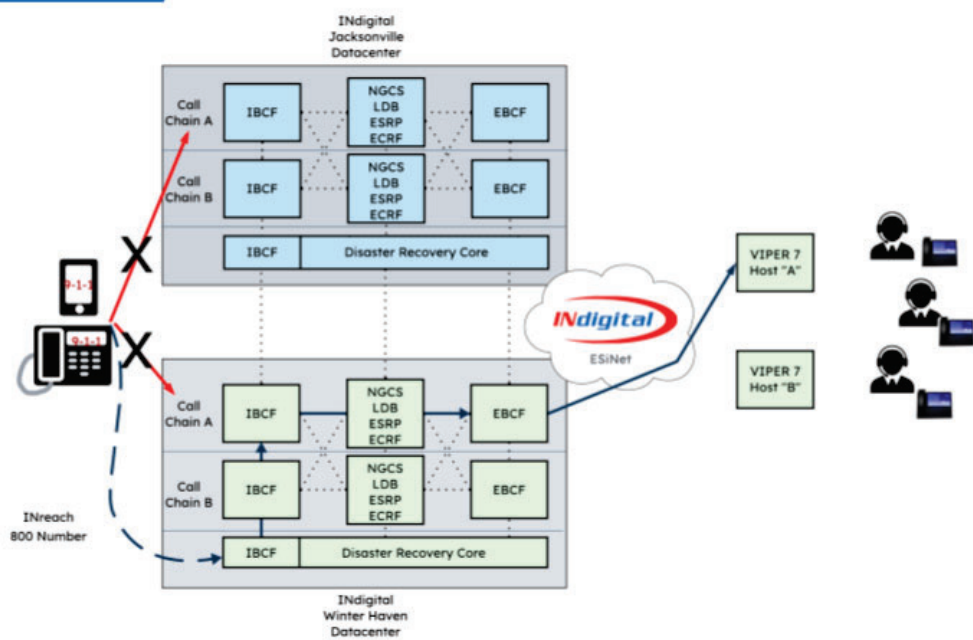 INdigital
Jacksonville
Datacenter
Call
Chain A
IBCF
NGCS
LDB
ESRP
ECRF
EBCF
Call
Chain B
IBCF
NGCS
LDB
ESRP
ECRF
EBCF
IBCF
Disaster Recovery Core
X
9-1-1
9-1-1
X
INdigital
ESiNet
VIPER 7
Host "A"
VIPER 7
Host "B"
Call
Chain A
IBCF
NGCS
LDB
ESRP
ECRF
EBCF
Call
Chain B
IBCF
NGCS
LDB
ESRP
ECRF
EBCF
INreach
800 Number
IBCF
Disaster Recovery Core
INdigital
Winter Haven
Datacenter